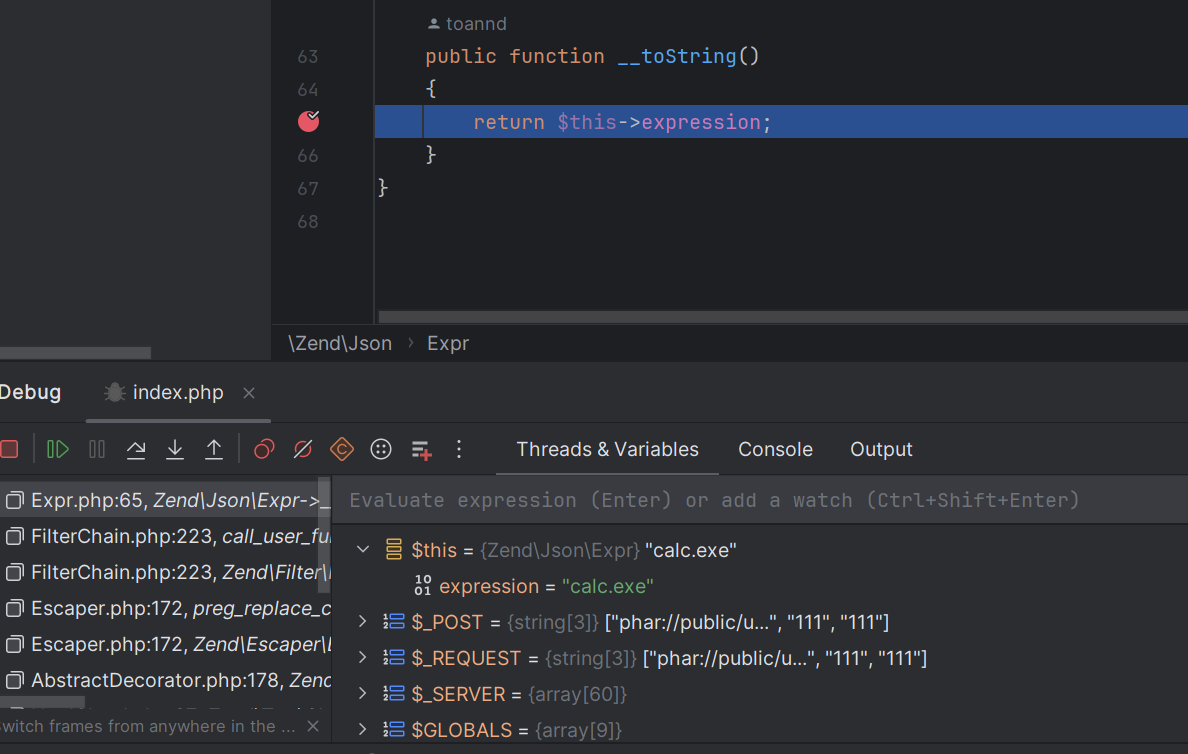 toannd
63 public function __toString()
64 {
return $this->expression;
66 }
67 }
68
\Zend\Json › Expr
Debug index.php ×
Threads & Variables Console Output
Expr.php:65, Zend\Json\Expr->_
Evaluate expression (Enter) or add a watch (Ctrl+Shift+Enter)
FilterChain.php:223, call_user_fu
$this = {Zend\Json\Expr} "calc.exe"
FilterChain.php:223, Zend\Filter\
expression = "calc.exe"
Escaper.php:172, preg_replace_c
$_POST = {string[3]} ["phar://public/u...", "111", "111"]
Escaper.php:172, Zend\Escaper\
$_REQUEST = {string[3]} ["phar://public/u...", "111", "111"]
AbstractDecorator.php:178, Zend
$_SERVER = {array[60]}
witch frames from anywhere in the ... ×
$GLOBALS = {array[9]}